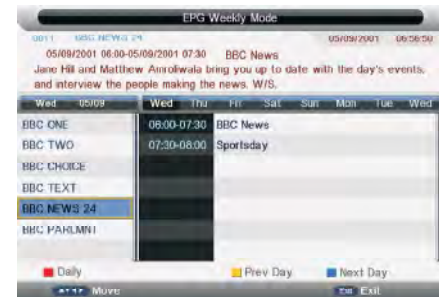 EPG Weekly Mode
0011 BBC NEWS 24 05/09/2001 06:56:50
05/09/2001 06:00-05/09/2001 07:30 BBC News
Jane Hill and Matthew Amroliwala bring you up to date with the day's events,
and interview the people making the news. W/S.
Wed 05/09 Wed Thu Fri Sat Sun Mon Tue Wed
BBC ONE 06:00-07:30 BBC News
BBC TWO 07:30-08:00 Sportsday
BBC CHOICE
BBC TEXT
BBC NEWS 24
BBC PARLMNT
Daily Prev Day Next Day
Move Exit